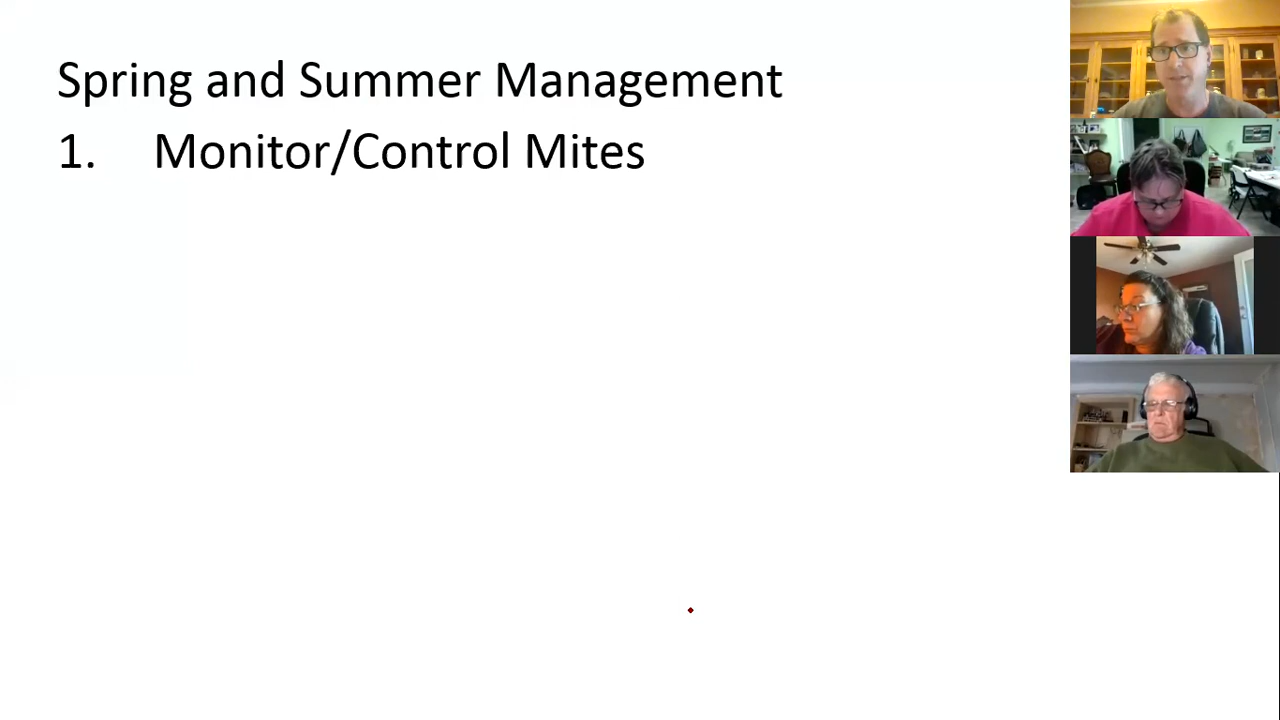 Spring and Summer Management
1. Monitor/Control Mites